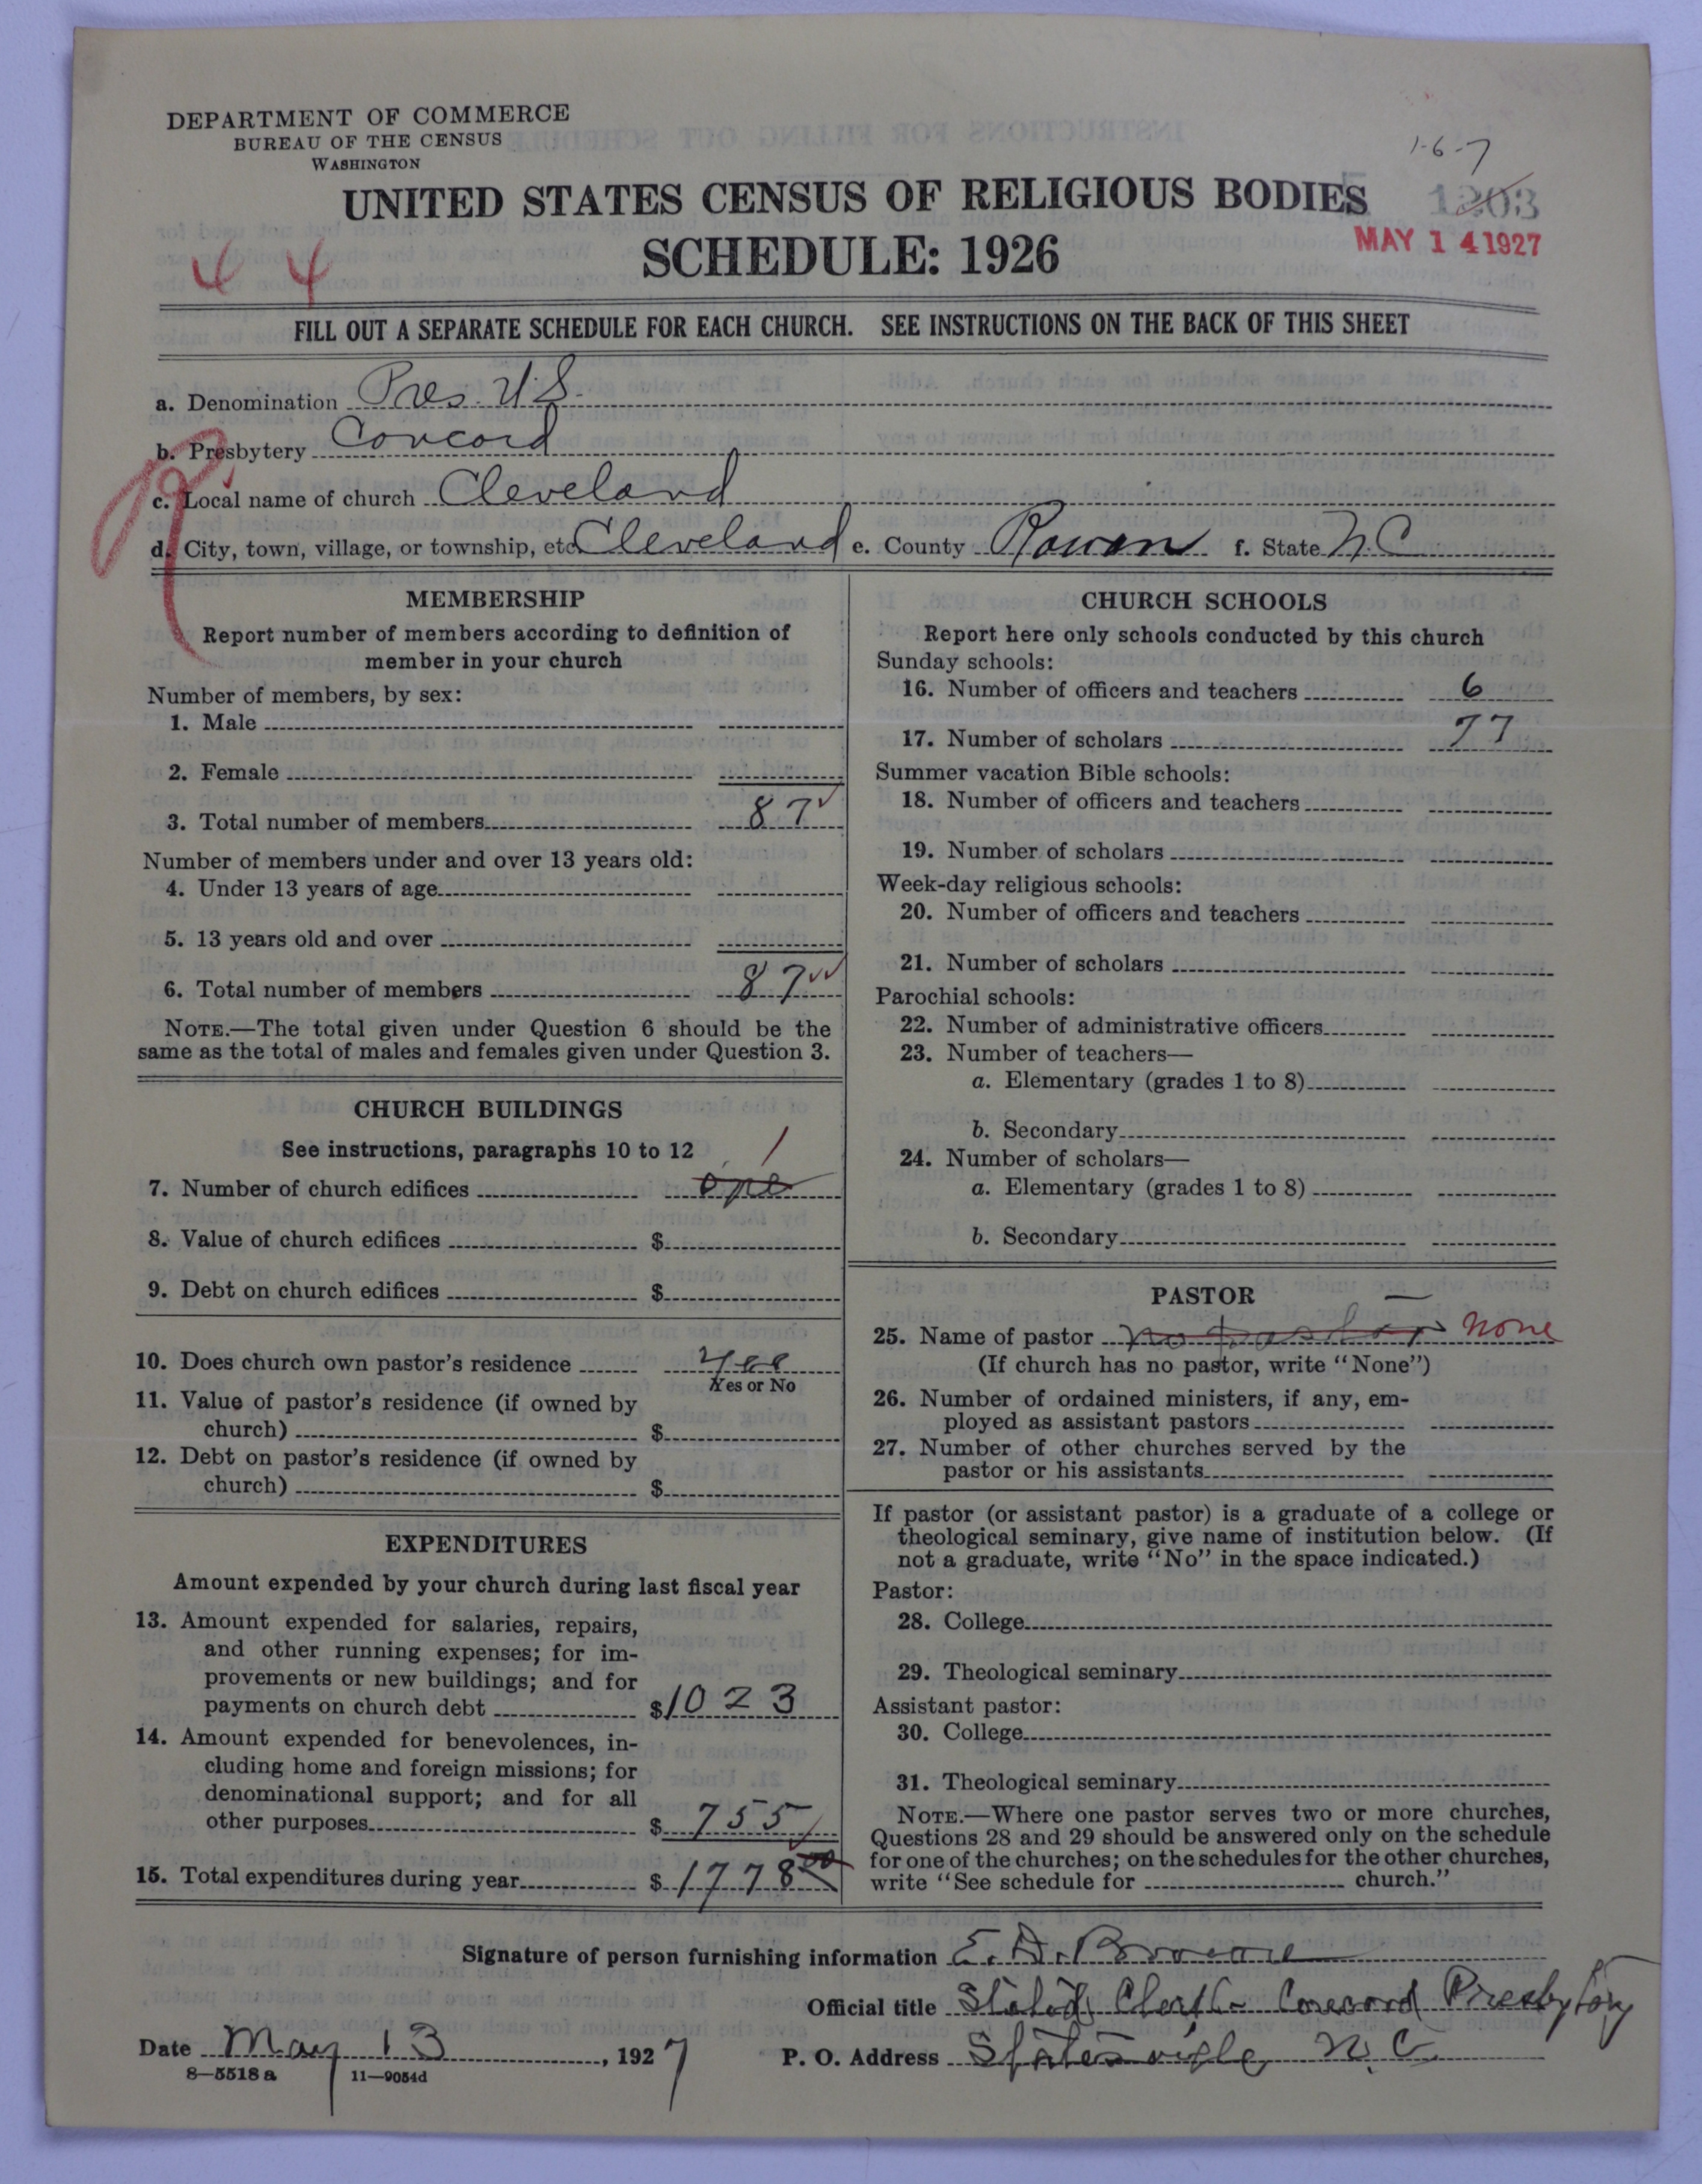 DEPARTMENT OF COMMERCE
BUREAU OF THE CENSUS
WASHINGTON
1-6-7
UNITED STATES CENSUS OF RELIGIOUS BODIES
1203
4 4
SCHEDULE: 1926
MAY 14 1927
FILL OUT A SEPARATE SCHEDULE FOR EACH CHURCH. SEE INSTRUCTIONS ON THE BACK OF THIS SHEET
a. Denomination Pres. U.S.
b. Presbytery Concord
c. Local name of church Cleveland
d. City, town, village, or township, etc. Cleveland e. County Rowan f. State N.C.
MEMBERSHIP
Report number of members according to definition of
member in your church
Number of members, by sex:
1. Male
2. Female
3. Total number of members 87
Number of members under and over 13 years old:
4. Under 13 years of age
5. 13 years old and over
6. Total number of members 87
NOTE.—The total given under Question 6 should be the
same as the total of males and females given under Question 3.
CHURCH BUILDINGS
See instructions, paragraphs 10 to 12
1
7. Number of church edifices one
8. Value of church edifices $
9. Debt on church edifices $
10. Does church own pastor's residence yes
Yes or No
11. Value of pastor's residence (if owned by
church) $
12. Debt on pastor's residence (if owned by
church) $
EXPENDITURES
Amount expended by your church during last fiscal year
13. Amount expended for salaries, repairs,
and other running expenses; for im-
provements or new buildings; and for
payments on church debt $1023
14. Amount expended for benevolences, in-
cluding home and foreign missions; for
denominational support; and for all
other purposes $ 755
15. Total expenditures during year $ 1778 00
CHURCH SCHOOLS
Report here only schools conducted by this church
Sunday schools:
16. Number of officers and teachers 6
17. Number of scholars 77
Summer vacation Bible schools:
18. Number of officers and teachers
19. Number of scholars
Week-day religious schools:
20. Number of officers and teachers
21. Number of scholars
Parochial schools:
22. Number of administrative officers
23. Number of teachers—
a. Elementary (grades 1 to 8)
b. Secondary
24. Number of scholars—
a. Elementary (grades 1 to 8)
b. Secondary
PASTOR
25. Name of pastor no pastor None
(If church has no pastor, write "None")
26. Number of ordained ministers, if any, em-
ployed as assistant pastors
27. Number of other churches served by the
pastor or his assistants
If pastor (or assistant pastor) is a graduate of a college or
theological seminary, give name of institution below. (If
not a graduate, write "No" in the space indicated.)
Pastor:
28. College
29. Theological seminary
Assistant pastor:
30. College
31. Theological seminary
NOTE.—Where one pastor serves two or more churches,
Questions 28 and 29 should be answered only on the schedule
for one of the churches; on the schedules for the other churches,
write "See schedule for church."
Signature of person furnishing information E. D. Brown
Official title Stated Clerk - Concord Presbytery
Date May 13, 1927 P. O. Address Statesville N.C.
8—5518 a 11—9054d